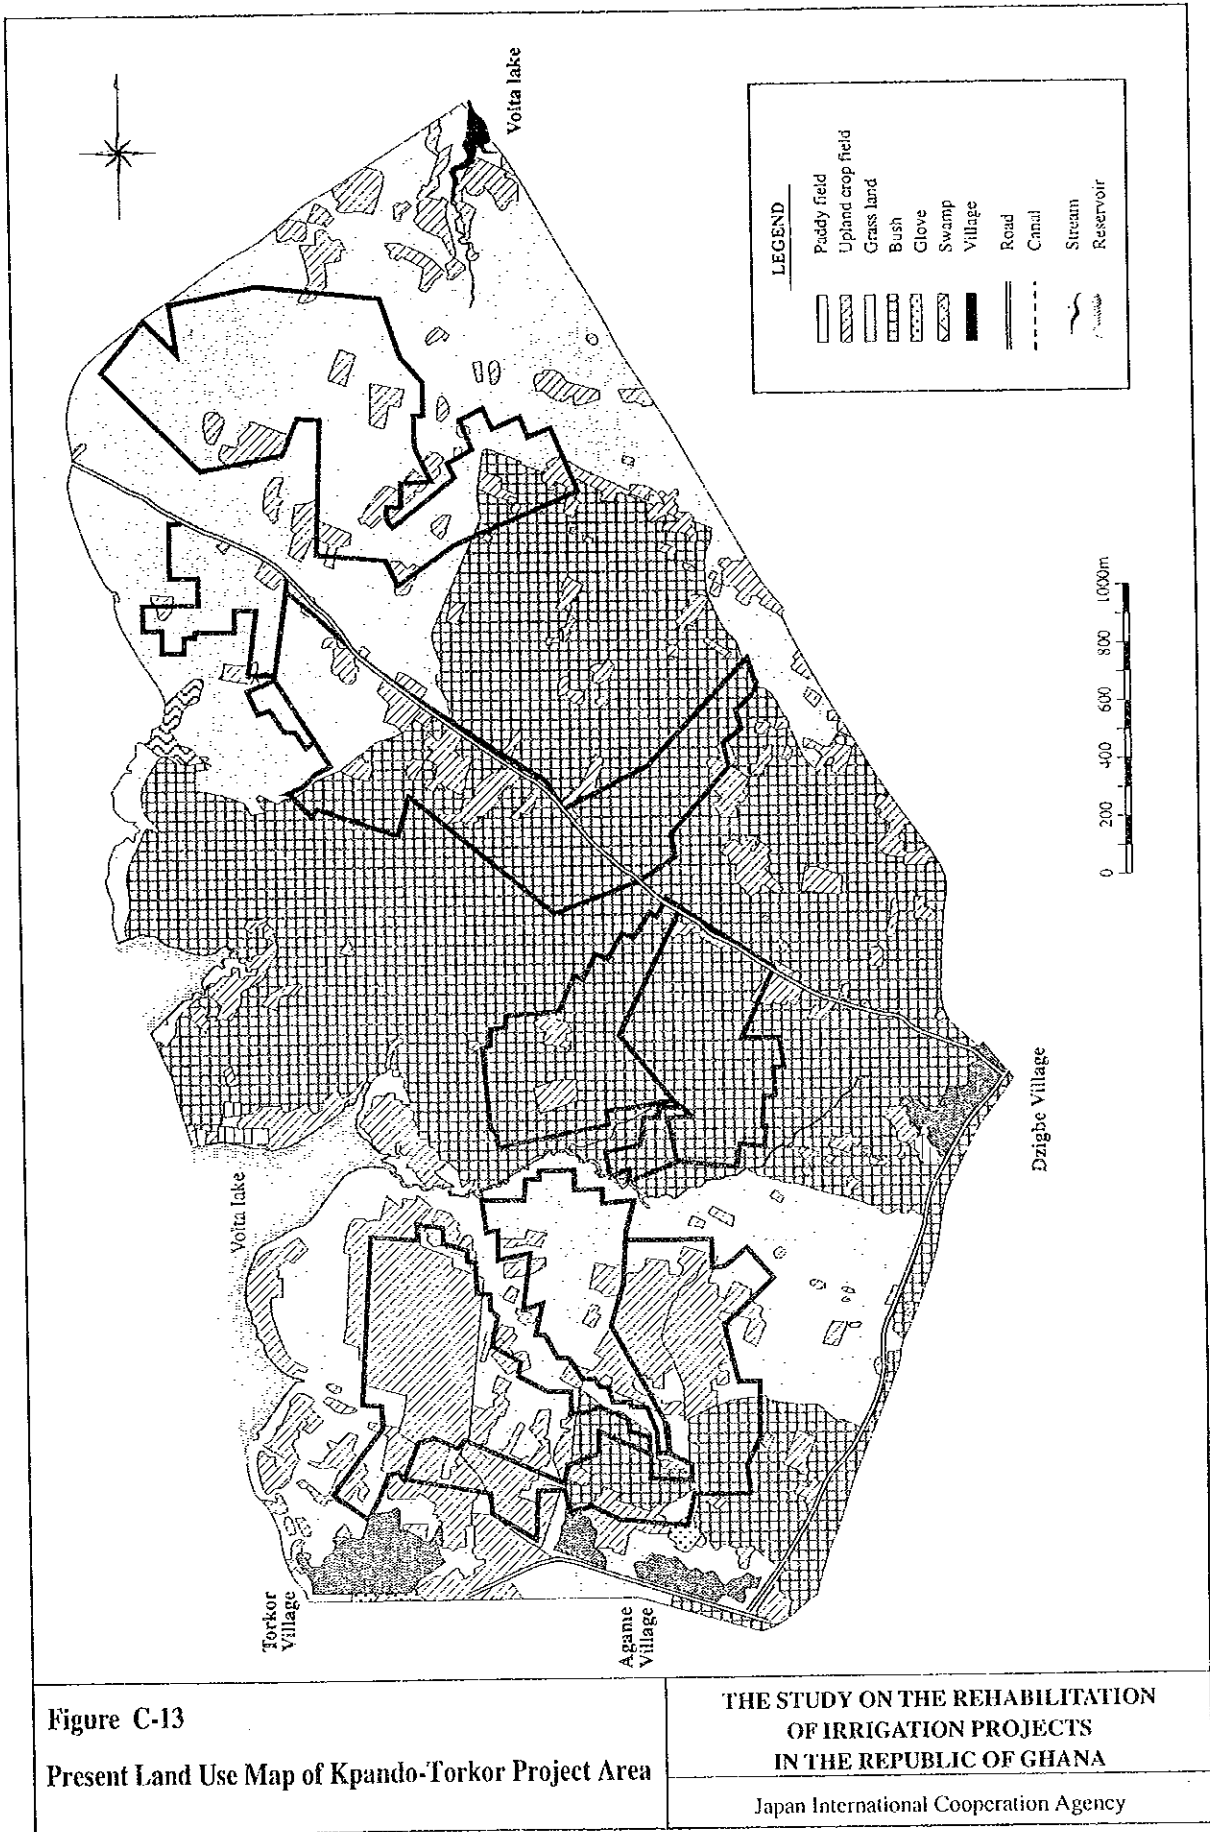 Volta lake
LEGEND
Paddy field
Upland crop field
Grass land
Bush
Glove
Swamp
Village
Road
Canal
Stream
Reservoir
0 200 400 600 800 1000m
Volta lake
Dzigbe Village
Torkor
Village
Agame
Village
Figure C-13
Present Land Use Map of Kpando-Torkor Project Area
THE STUDY ON THE REHABILITATION
OF IRRIGATION PROJECTS
IN THE REPUBLIC OF GHANA
Japan International Cooperation Agency